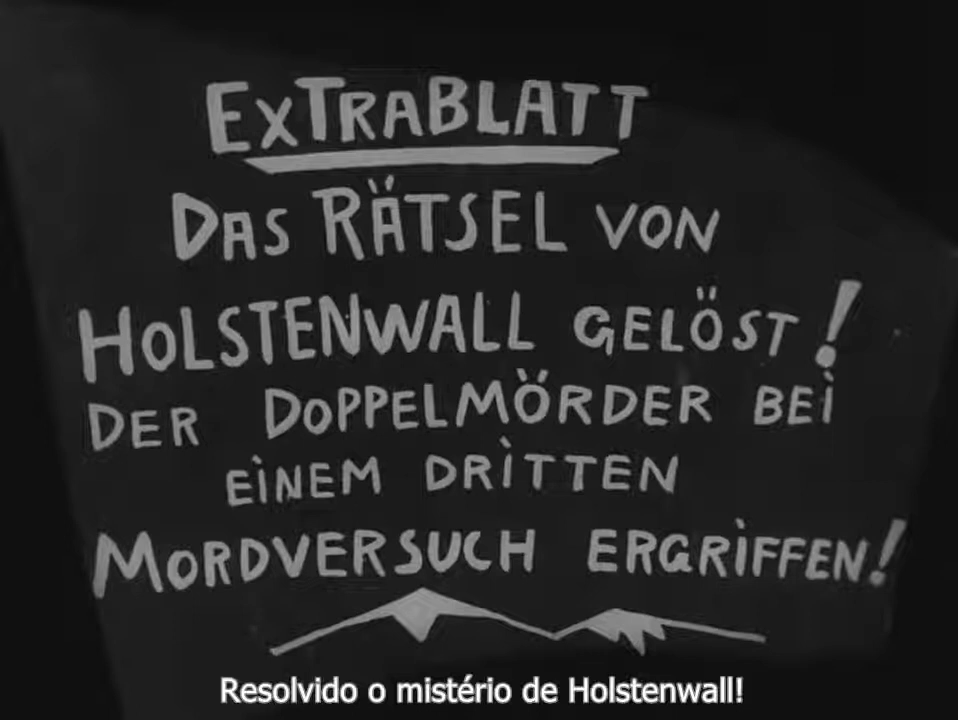 EXTRABLATT
DAS RÄTSEL VON
HOLSTENWALL GELÖST!
DER DOPPELMÖRDER BEI
EINEM DRITTEN
MORDVERSUCH ERGRIFFEN!
Resolvido o mistério de Holstenwall!